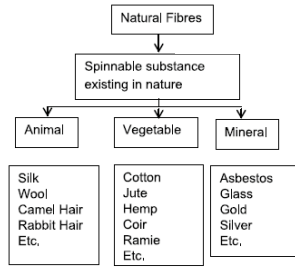 Natural Fibres
Spinnable substance
existing in nature
Animal
Vegetable
Mineral
Silk
Wool
Camel Hair
Rabbit Hair
Etc,
Cotton
Jute
Hemp
Coir
Ramie
Etc,
Asbestos
Glass
Gold
Silver
Etc,